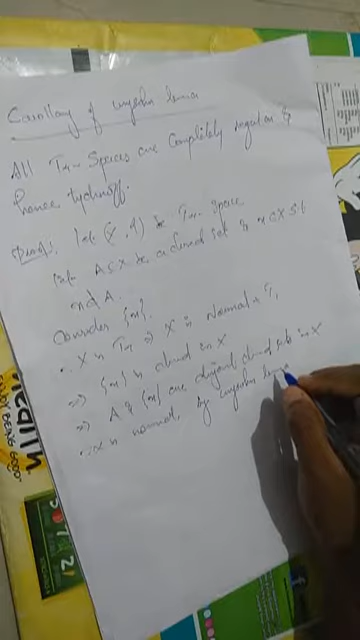 Corollary of Urysohn lemma
All T4- Spaces are Completely regular &
hence tychnoff.
Proof: let (X, T) be T4- Space
let A⊂X be a closed set & x∈X s.t
x∉A.
Consider {x}.
∵ X is T4 ⇒ X is Normal + T1
⇒ {x} is closed in X
⇒ A & {x} are disjoint closed sets in X
∵ X is normal, by urysohn lemma